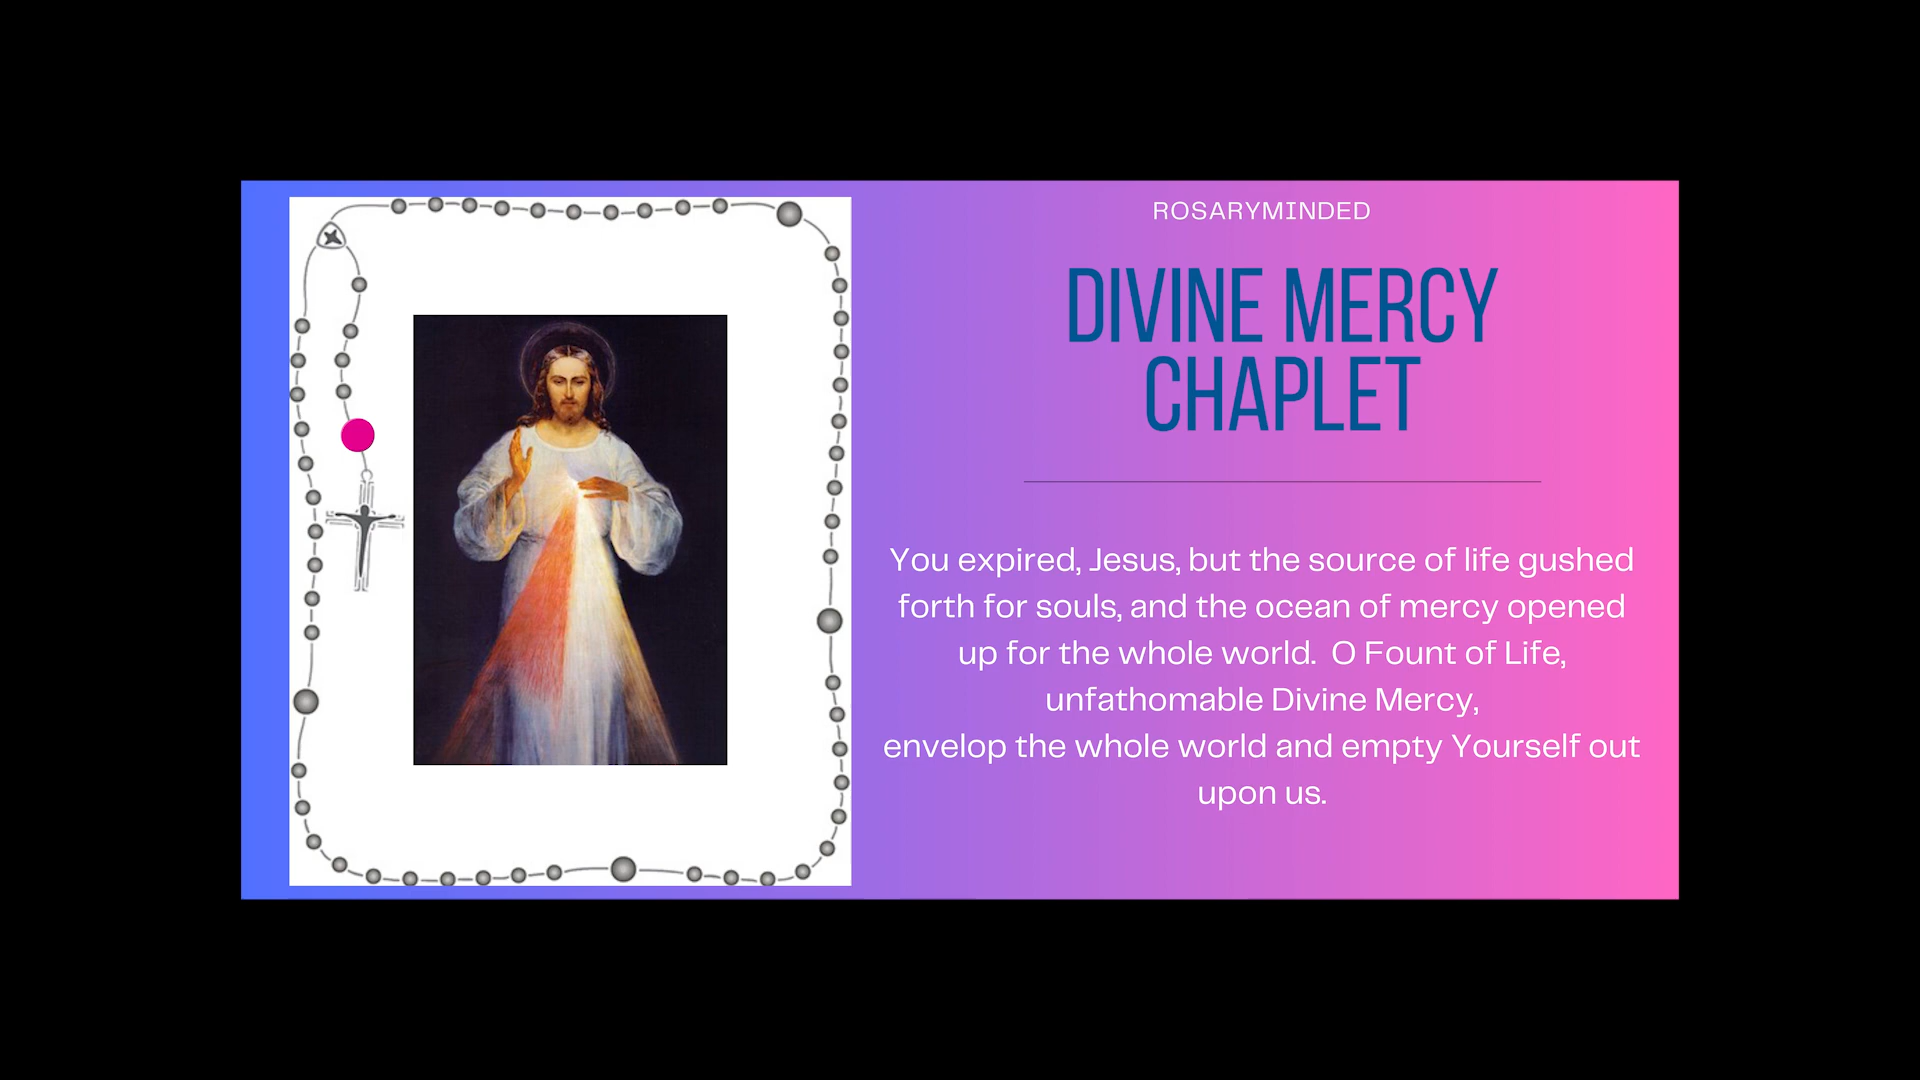 ROSARYMINDED
DIVINE MERCY
CHAPLET
You expired, Jesus, but the source of life gushed
forth for souls, and the ocean of mercy opened
up for the whole world.  O Fount of Life,
unfathomable Divine Mercy,
envelop the whole world and empty Yourself out
upon us.